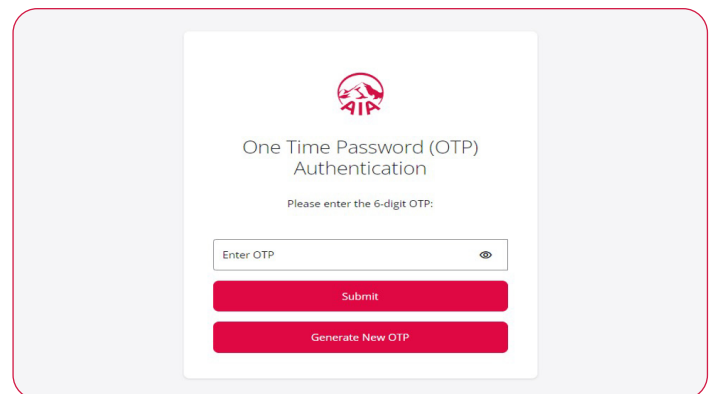 AIA
One Time Password (OTP)
Authentication
Please enter the 6-digit OTP:
Enter OTP
Submit
Generate New OTP